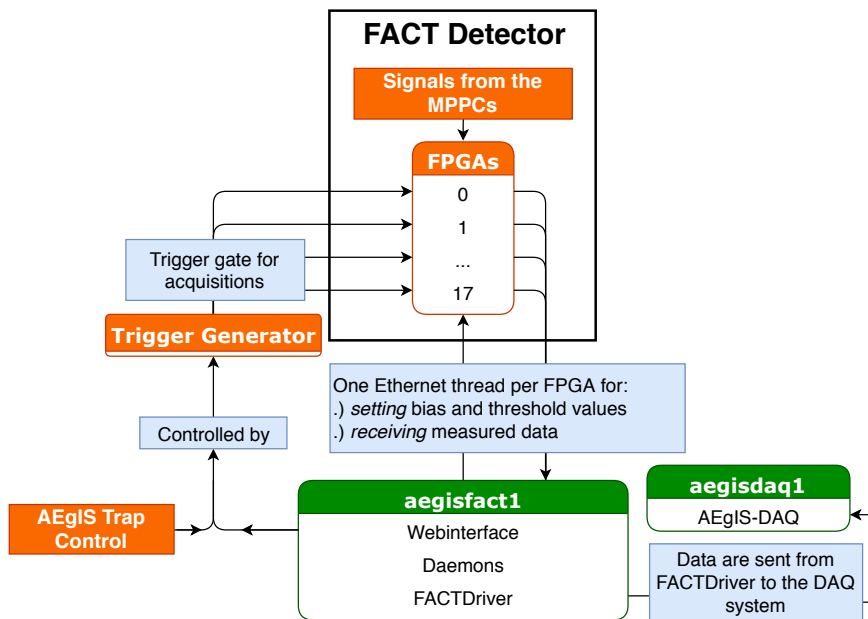 FACT Detector
Signals from the
MPPCs
FPGAs
0
1
...
17
Trigger gate for
acquisitions
Trigger Generator
One Ethernet thread per FPGA for:
.) setting bias and threshold values
.) receiving measured data
Controlled by
AEgIS Trap
Control
aegisfact1
Webinterface
Daemons
FACTDriver
aegisdaq1
AEgIS-DAQ
Data are sent from
FACTDriver to the DAQ
system